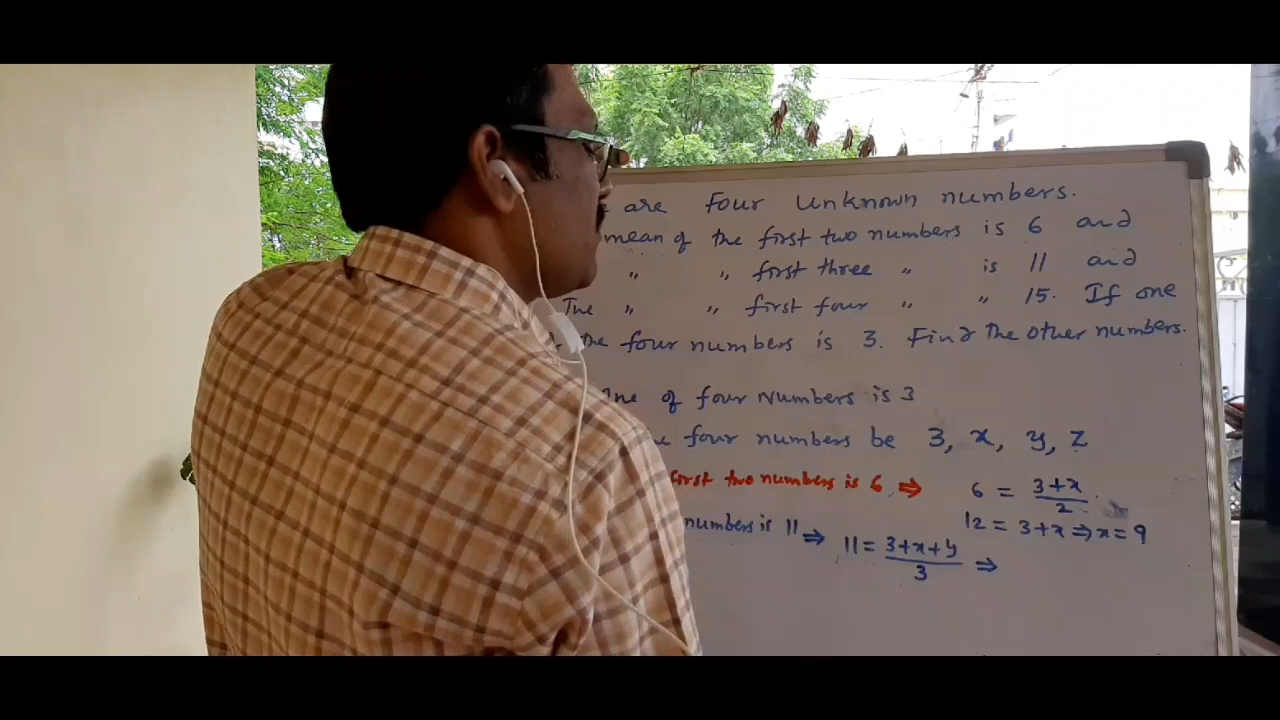 are four unknown numbers.
mean of the first two numbers is 6 and
" " first three " is 11 and
The " " first four " " 15. If one
the four numbers is 3. Find the other numbers.
One of four numbers is 3
four numbers be 3, x, y, z
first two numbers is 6 ⇒ 6 = (3+x)/2
12 = 3+x ⇒ x = 9
numbers is 11 ⇒ 11 = (3+x+y)/3 ⇒